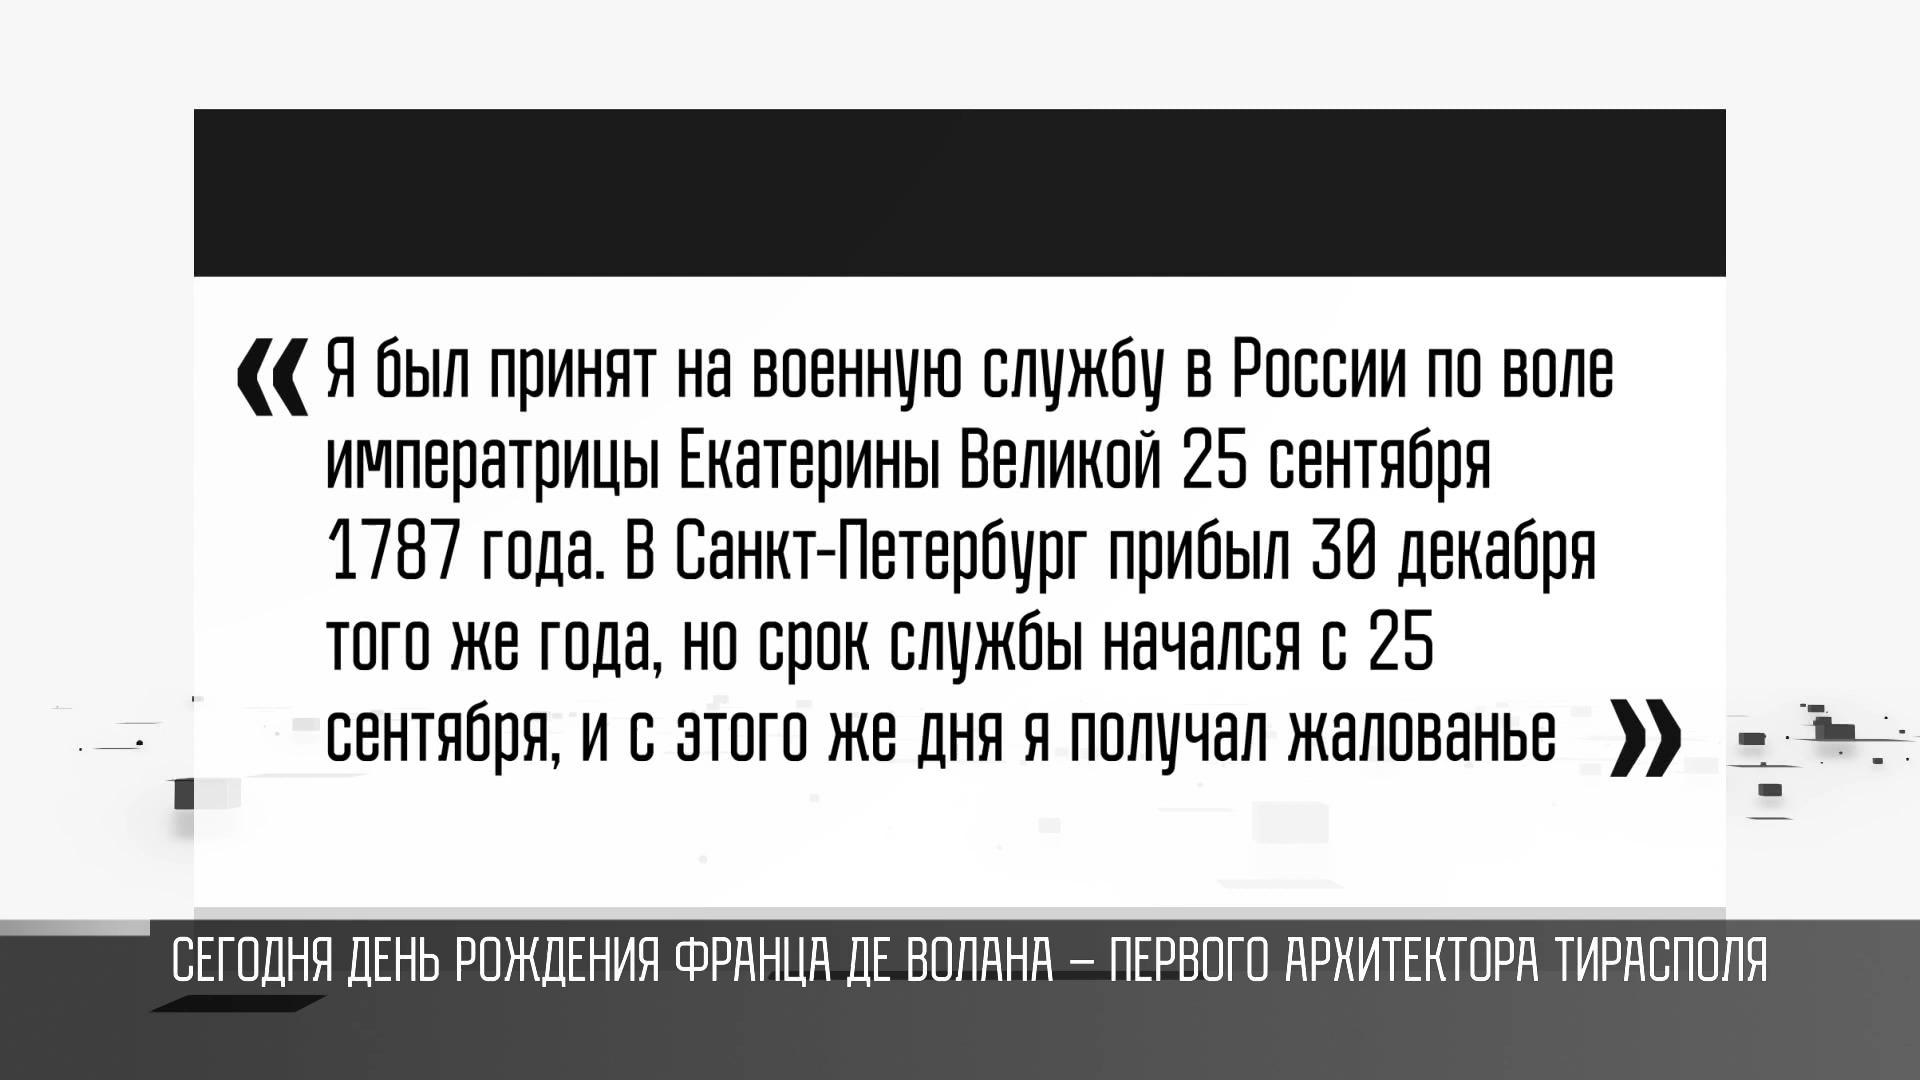 « Я был принят на военную службу в России по воле
императрицы Екатерины Великой 25 сентября
1787 года. В Санкт-Петербург прибыл 30 декабря
того же года, но срок службы начался с 25
сентября, и с этого же дня я получал жалованье »
СЕГОДНЯ ДЕНЬ РОЖДЕНИЯ ФРАНЦА ДЕ ВОЛАНА – ПЕРВОГО АРХИТЕКТОРА ТИРАСПОЛЯ